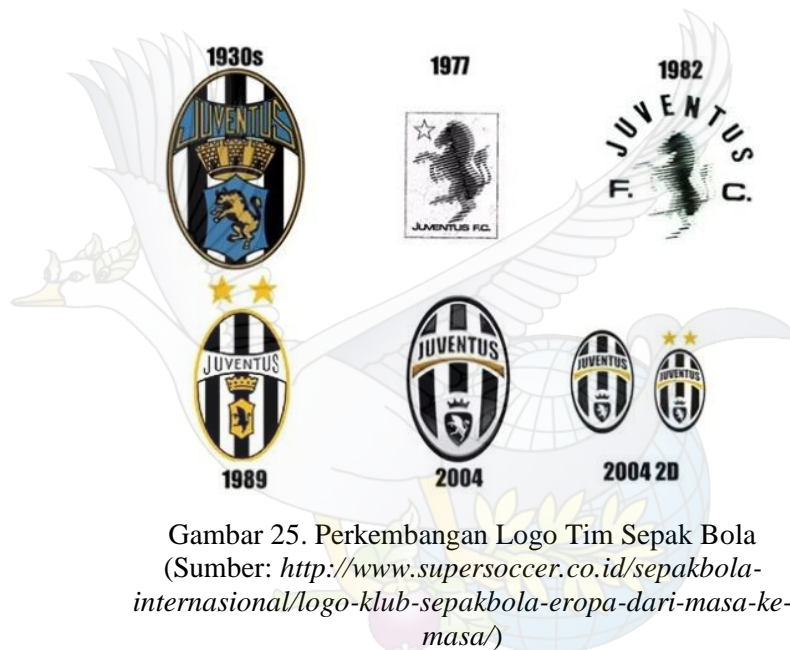 1930s
JUVENTUS
1977
JUVENTUS F.C.
1982
JUVENTUS
F. C.
JUVENTUS
1989
JUVENTUS
2004
JUVENTUS
JUVENTUS
2004 2D
Gambar 25. Perkembangan Logo Tim Sepak Bola
(Sumber: http://www.supersoccer.co.id/sepakbola-
internasional/logo-klub-sepakbola-eropa-dari-masa-ke-
masa/)